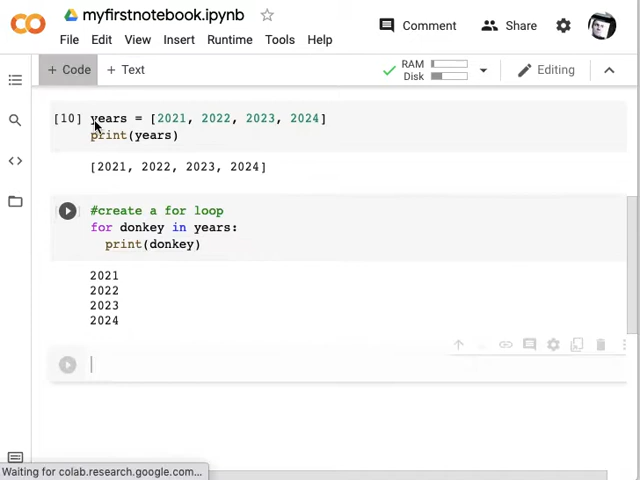 myfirstnotebook.ipynb
Comment
Share
File Edit View Insert Runtime Tools Help
+ Code
+ Text
RAM
Disk
Editing
[10] years = [2021, 2022, 2023, 2024]
print(years)
[2021, 2022, 2023, 2024]
#create a for loop
for donkey in years:
print(donkey)
2021
2022
2023
2024
Waiting for colab.research.google.com...